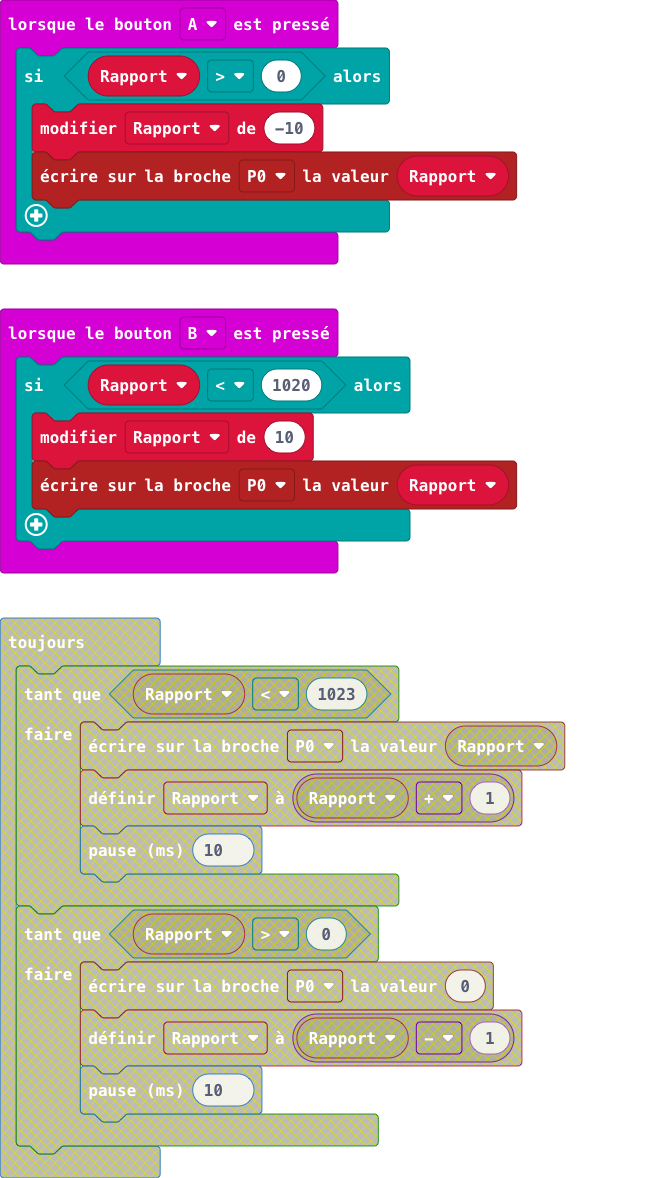 lorsque le bouton A est pressé
si Rapport > 0 alors
modifier Rapport de -10
écrire sur la broche P0 la valeur Rapport
lorsque le bouton B est pressé
si Rapport < 1020 alors
modifier Rapport de 10
écrire sur la broche P0 la valeur Rapport
toujours
tant que Rapport < 1023
faire
écrire sur la broche P0 la valeur Rapport
définir Rapport à Rapport + 1
pause (ms) 10
tant que Rapport > 0
faire
écrire sur la broche P0 la valeur 0
définir Rapport à Rapport - 1
pause (ms) 10